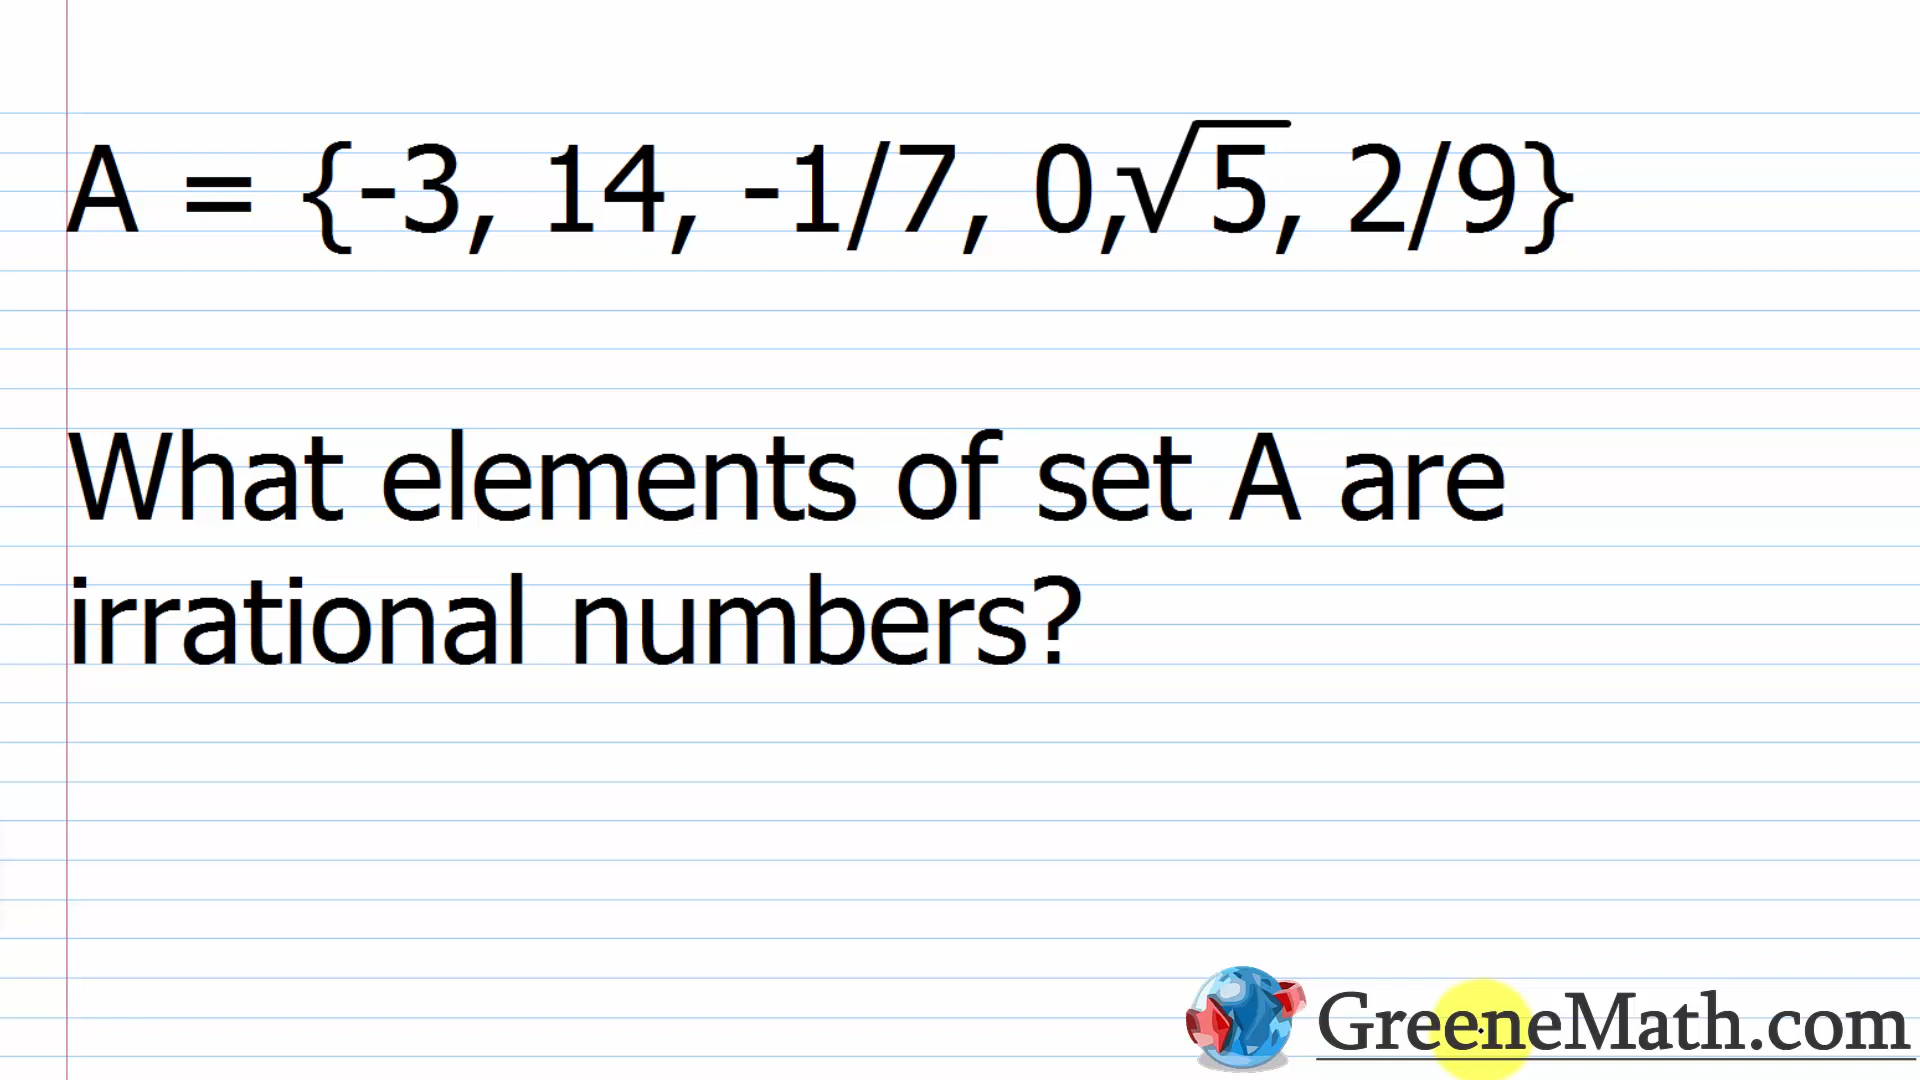 A = {-3, 14, -1/7, 0,√5, 2/9}
What elements of set A are
irrational numbers?
GreeneMath.com